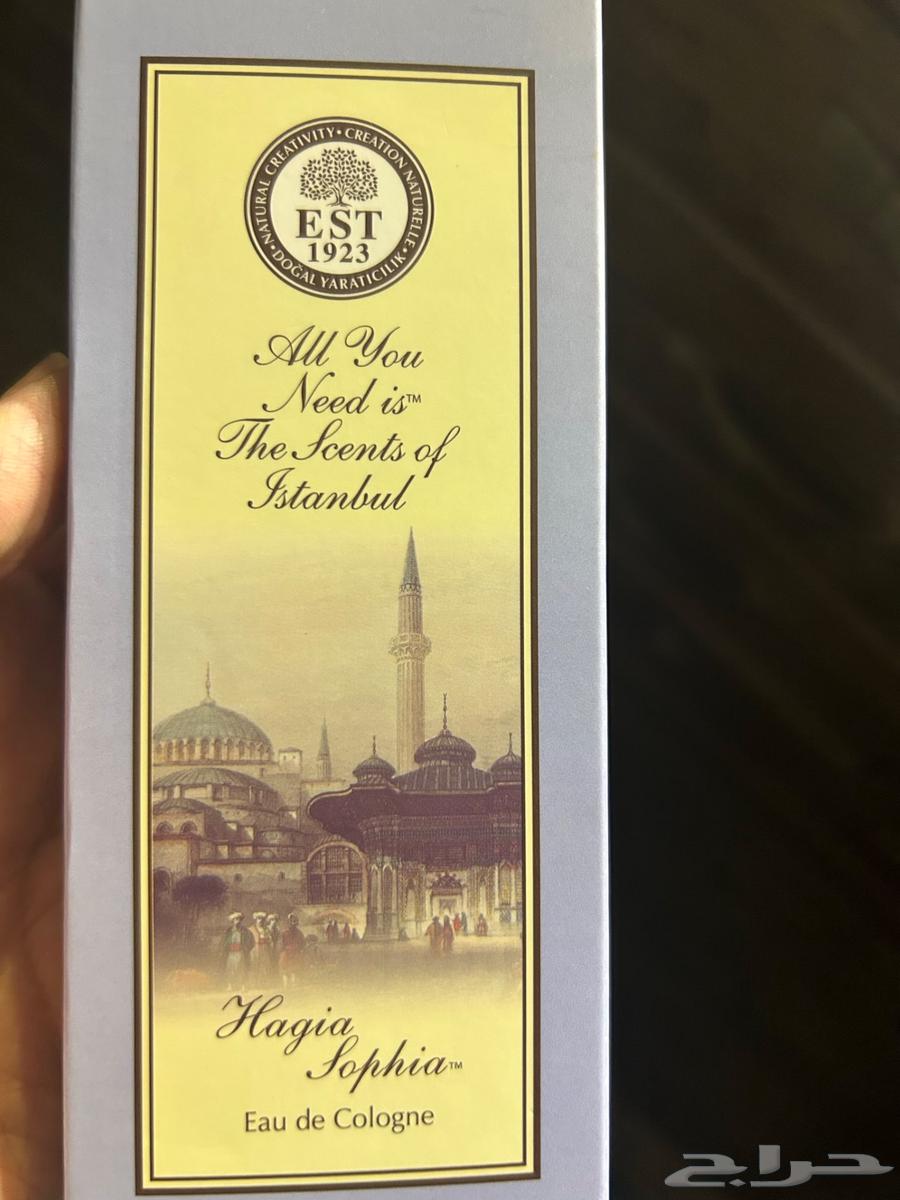 NATURAL CREATIVITY • CREATION NATURELLE • DOĞAL YARATICILIK •
EST
1923
All You
Need is™
The Scents of
Istanbul
Hagia
Sophia™
Eau de Cologne
حراج